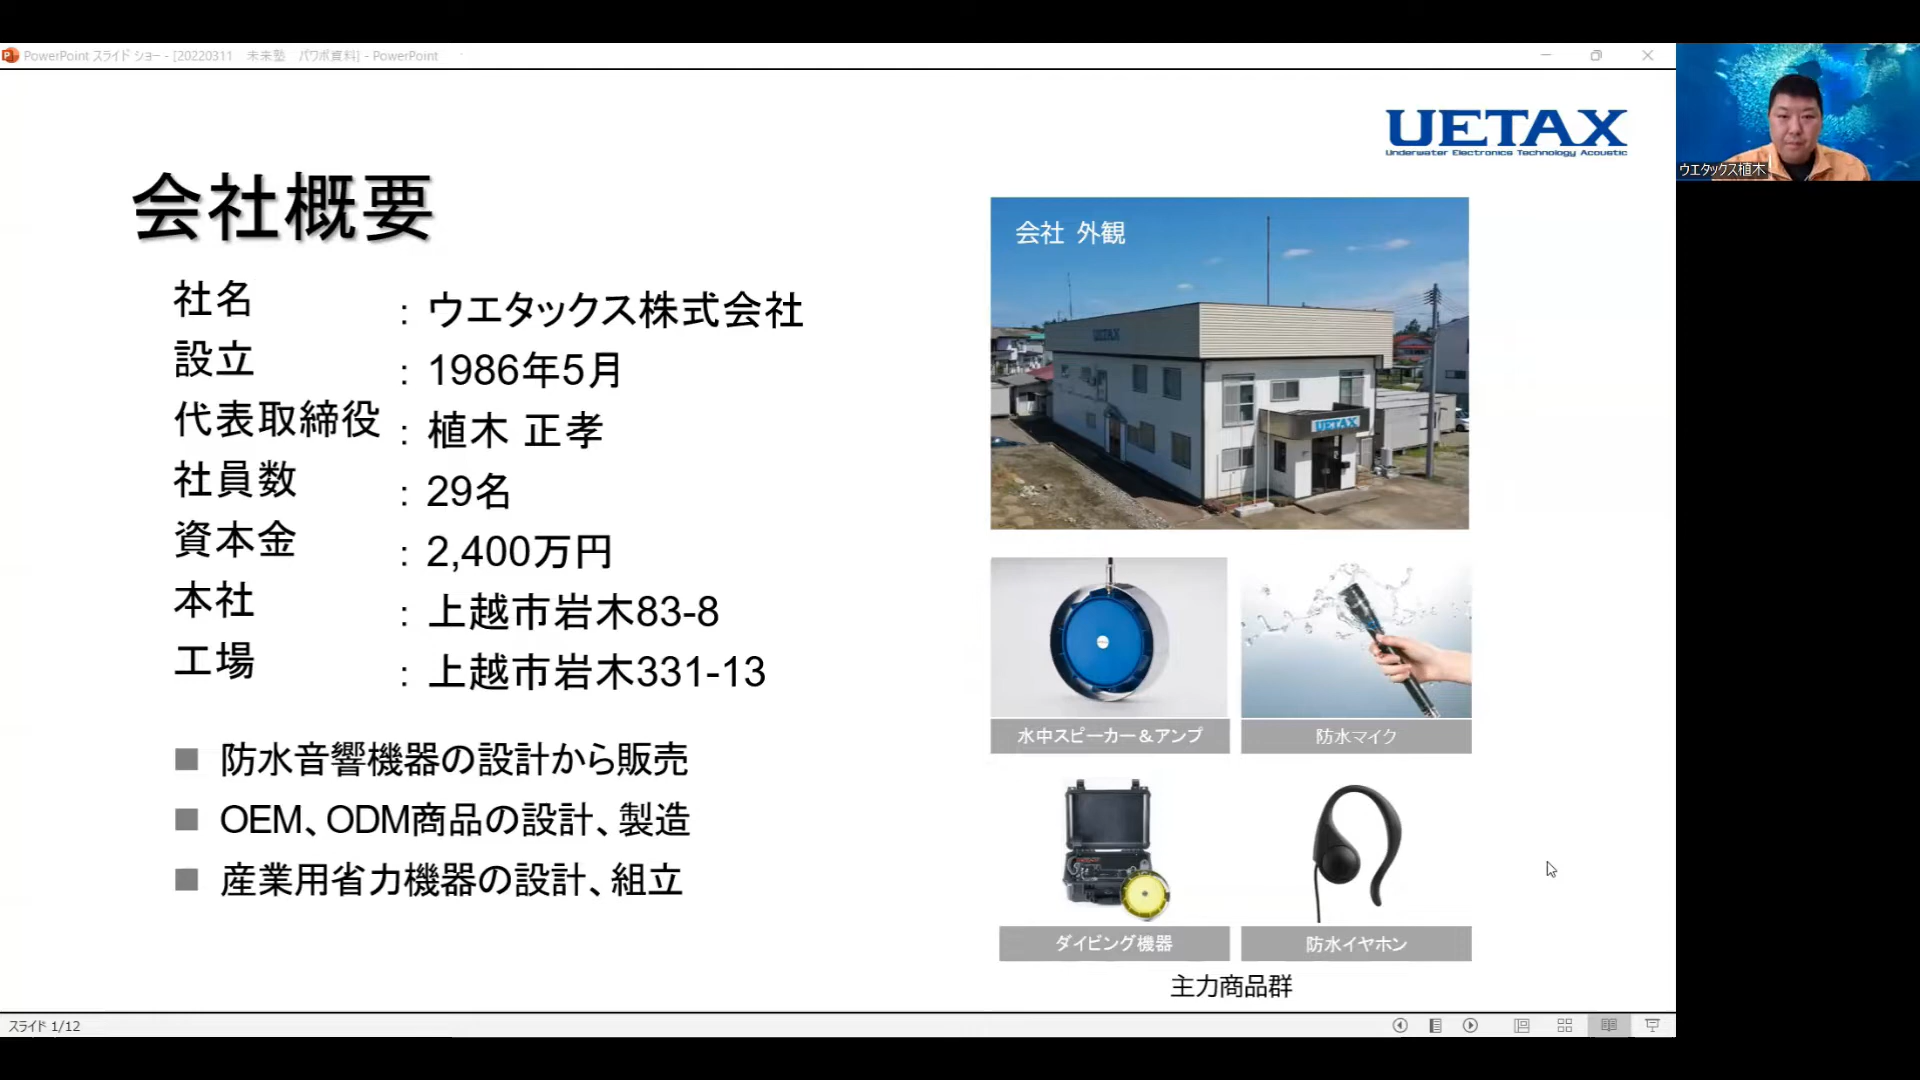 PowerPoint スライド ショー - [20220311　未来塾　パワポ資料] - PowerPoint
UETAX
Underwater Electronics Technology Acoustic
ウエタックス植木
会社概要
社名 : ウエタックス株式会社
設立 : 1986年5月
代表取締役 : 植木 正孝
社員数 : 29名
資本金 : 2,400万円
本社 : 上越市岩木83-8
工場 : 上越市岩木331-13
■ 防水音響機器の設計から販売
■ OEM、ODM商品の設計、製造
■ 産業用省力機器の設計、組立
会社 外観
UETAX
UETAX
水中スピーカー＆アンプ
防水マイク
ダイビング機器
防水イヤホン
主力商品群
スライド 1/12